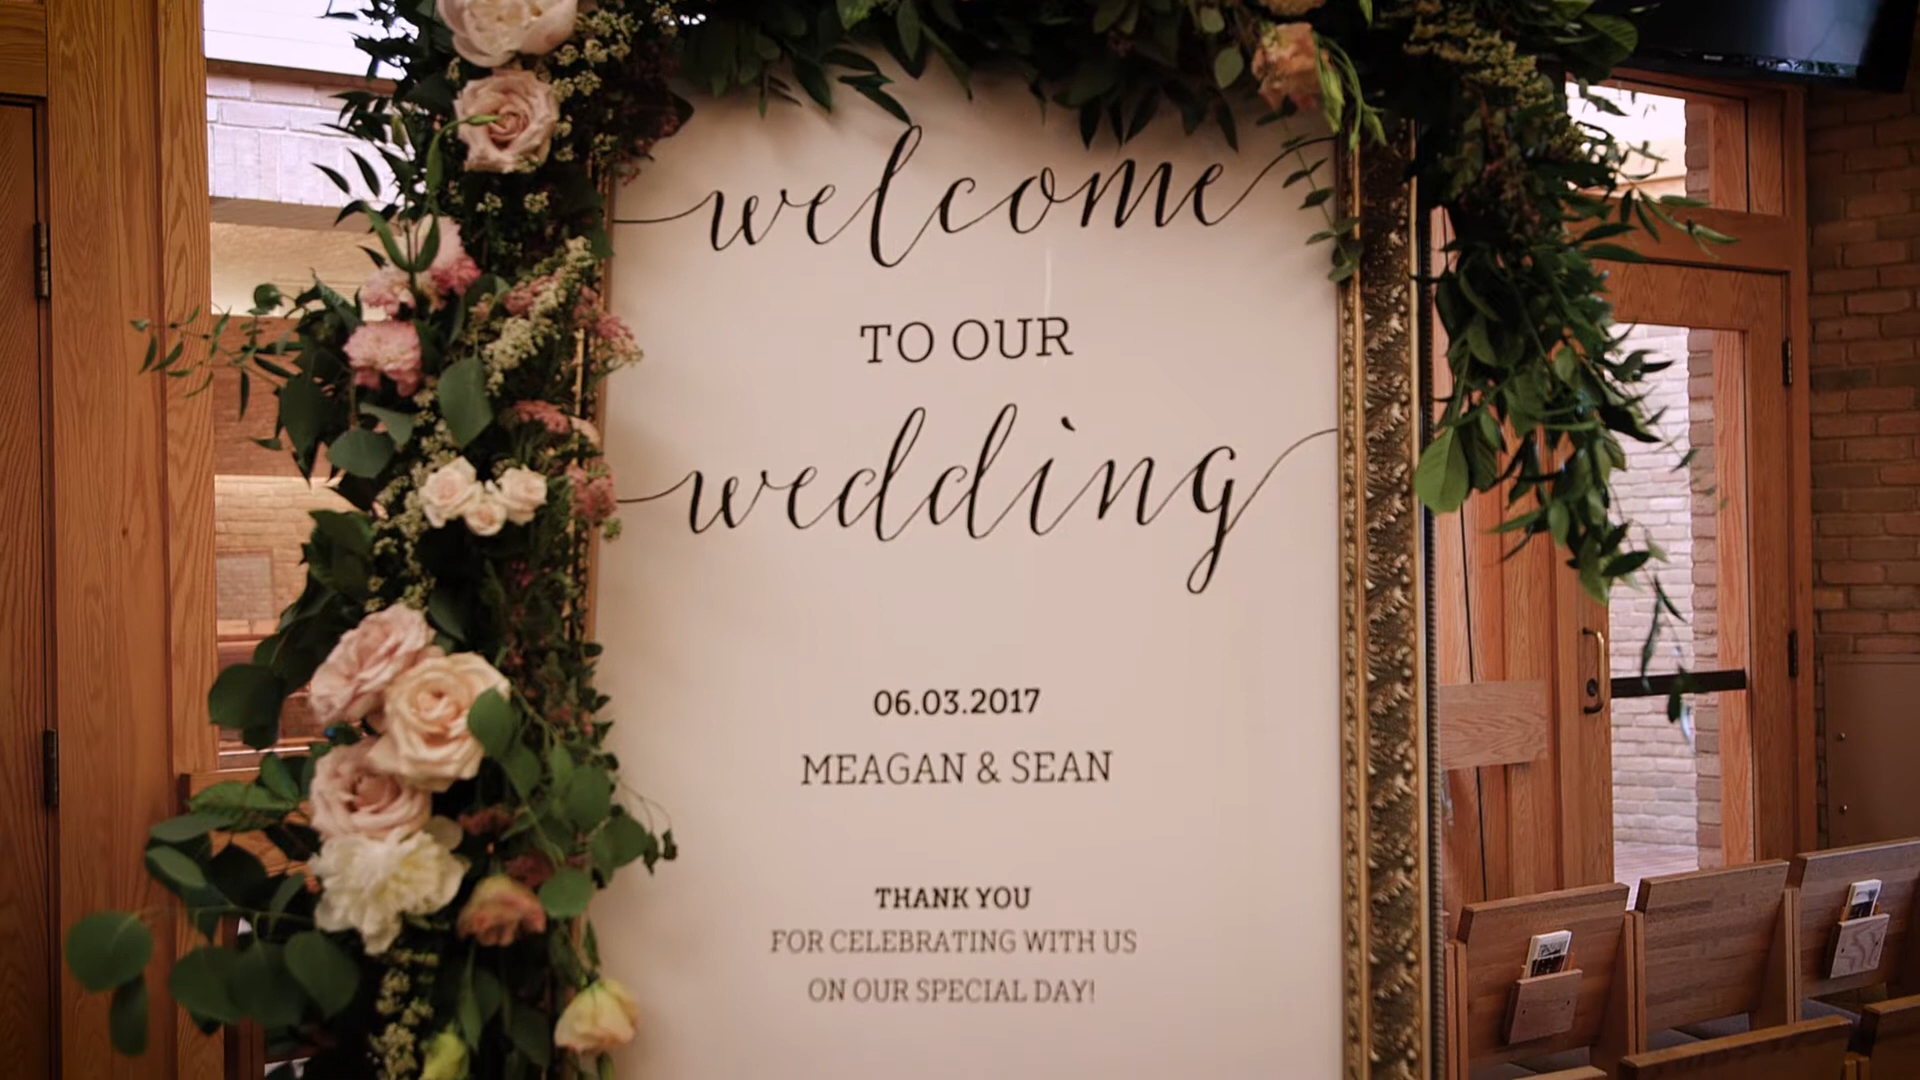 welcome
TO OUR
wedding
06.03.2017
MEAGAN & SEAN
THANK YOU
FOR CELEBRATING WITH US
ON OUR SPECIAL DAY!